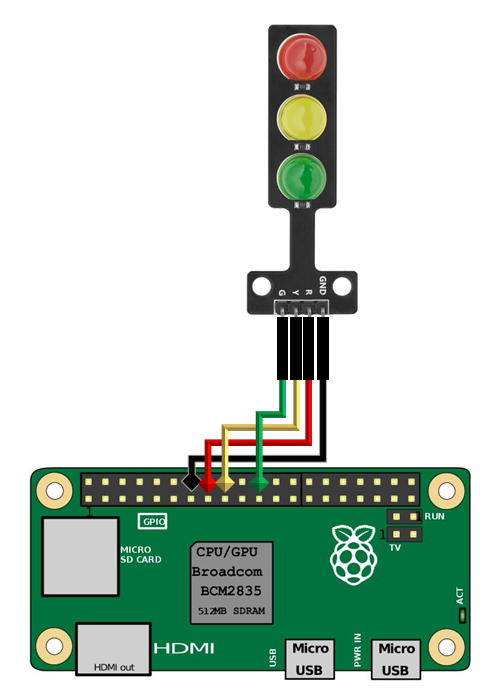 G Y R GND
GPIO
RUN
1
TV
MICRO
SD CARD
CPU/GPU
Broadcom
BCM2835
512MB SDRAM
ACT
HDMI
HDMI out
USB
Micro
USB
PWR IN
Micro
USB